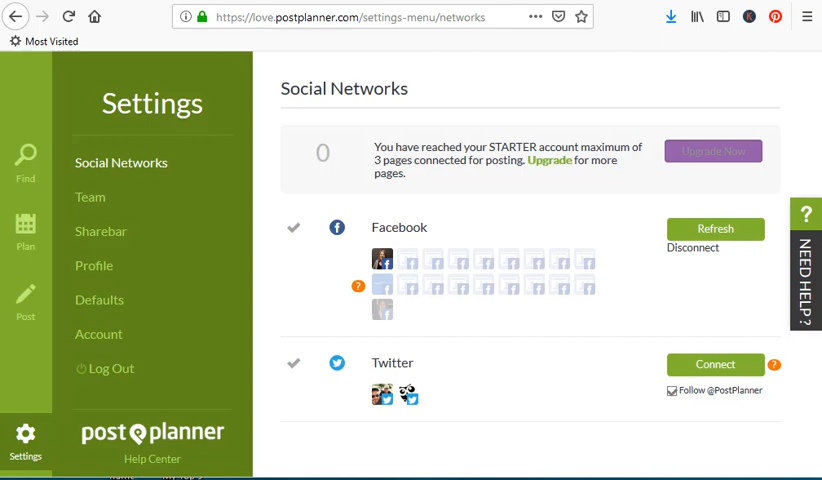 https://love.postplanner.com/settings-menu/networks
Most Visited
Settings
Social Networks
Team
Sharebar
Profile
Defaults
Account
Log Out
post planner
Help Center
Find
Plan
Post
Settings
Social Networks
0
You have reached your STARTER account maximum of
3 pages connected for posting. Upgrade for more
pages.
Upgrade Now
Facebook
Refresh
Disconnect
?
Twitter
Connect
?
Follow @PostPlanner
?
NEED HELP?